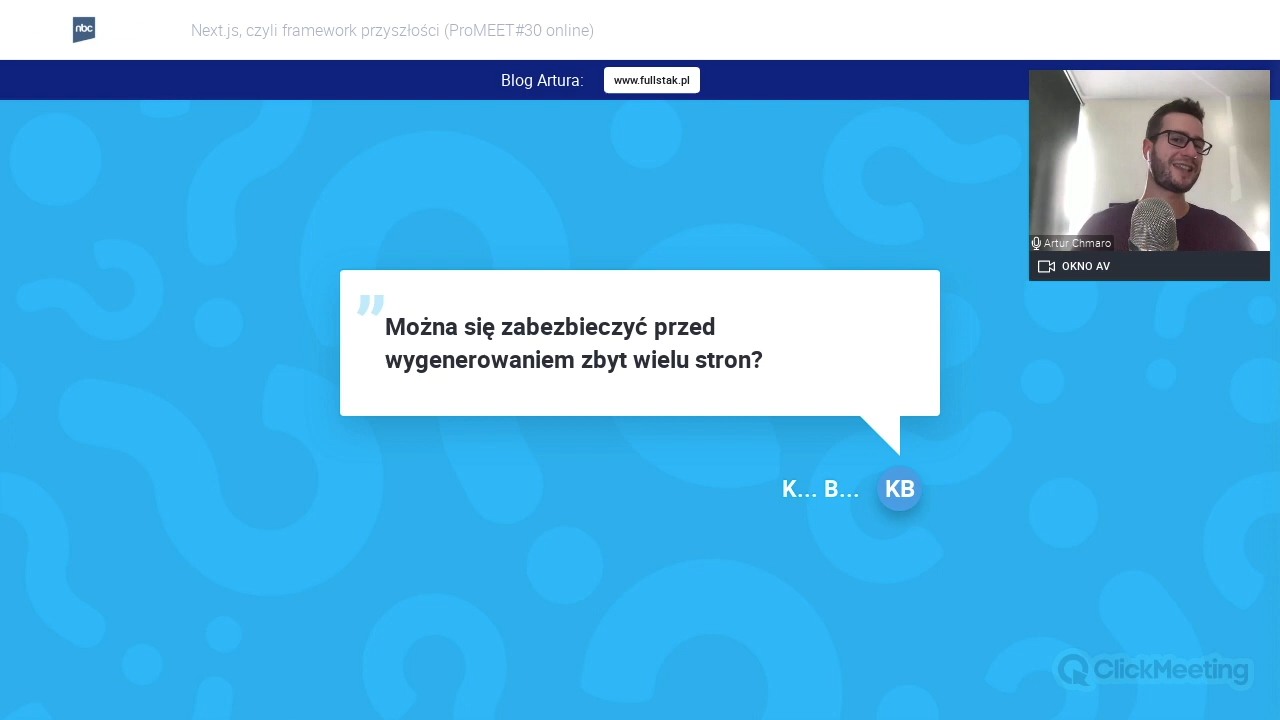 nbc
Next.js, czyli framework przyszłości (ProMEET#30 online)
Blog Artura:
www.fullstak.pl
Artur Chmaro
OKNO AV
” Można się zabezbieczyć przed
wygenerowaniem zbyt wielu stron?
K... B... KB
ClickMeeting